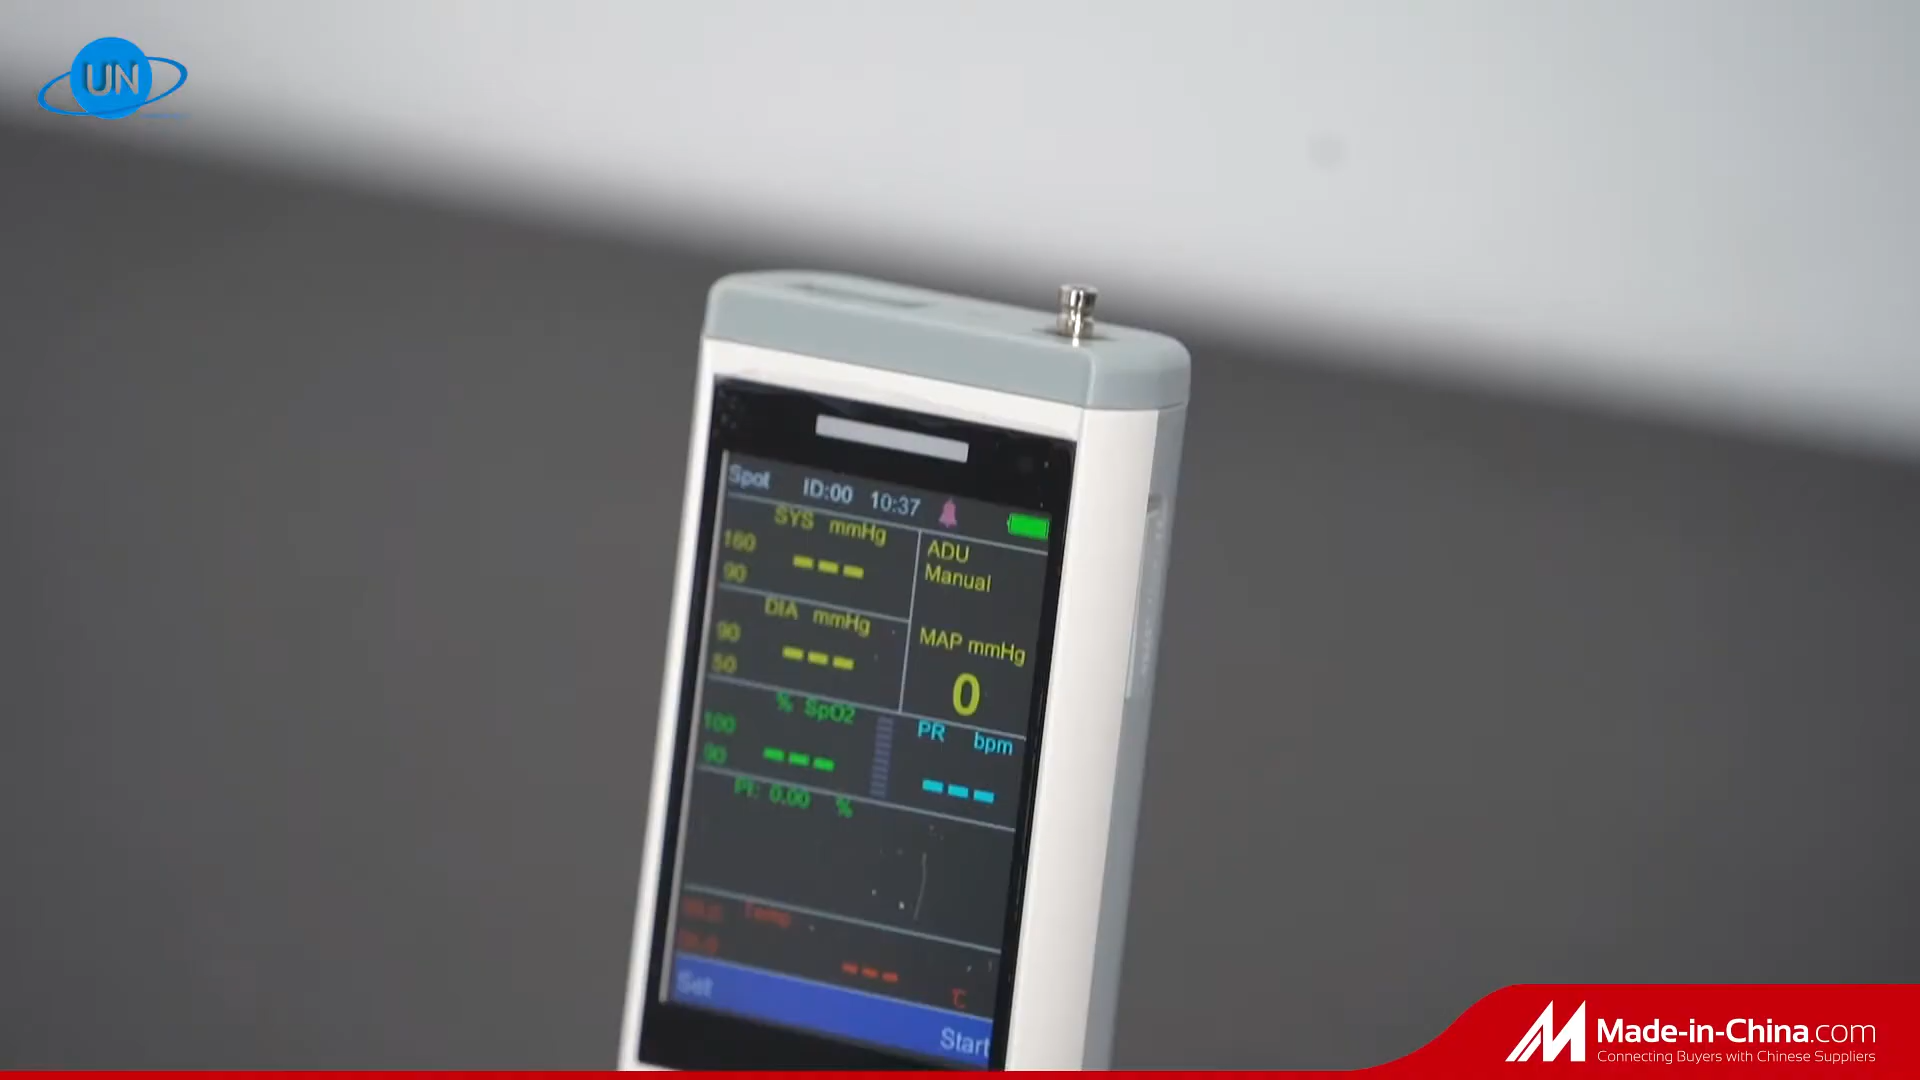 UN
Spot ID:00 10:37
SYS mmHg
160
90
---
ADU
Manual
DIA mmHg
90
50
---
MAP mmHg
0
% SpO2
100
90
---
PR bpm
---
PI: 0.00 %
Temp
---
℃
Set
Start
Made-in-China.com
Connecting Buyers with Chinese Suppliers